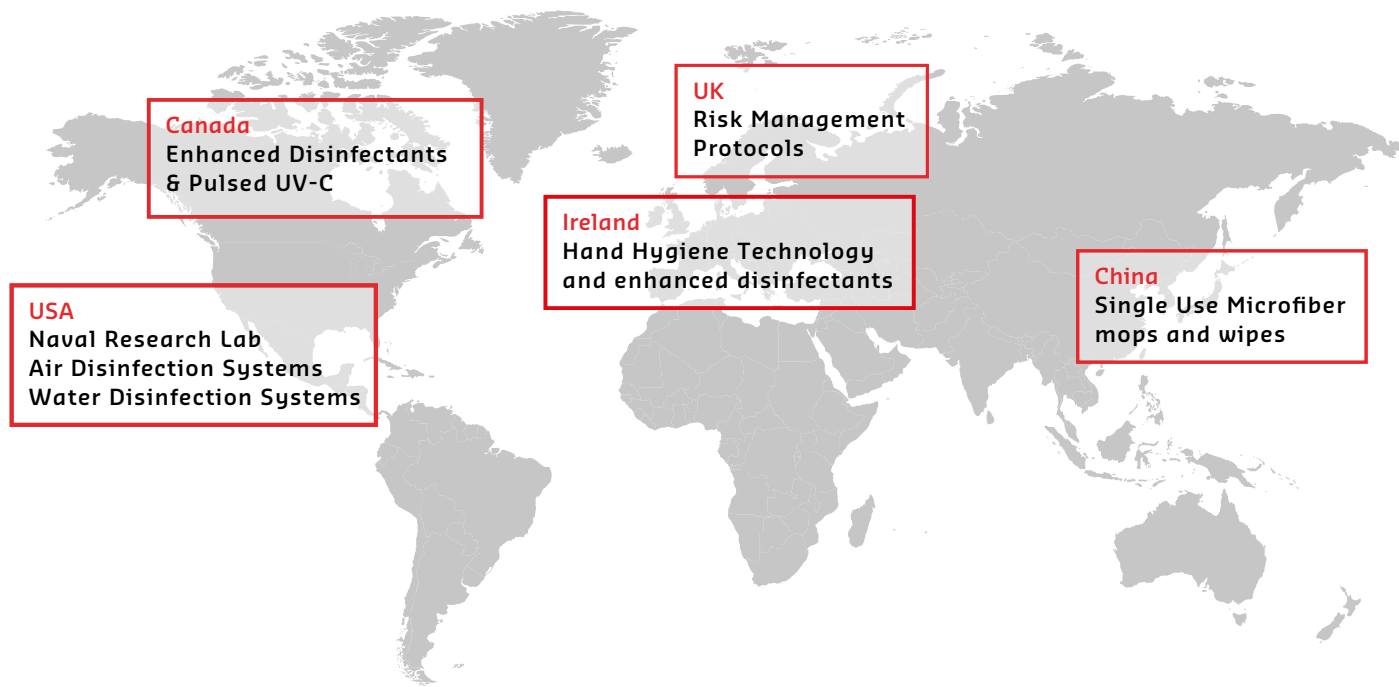 Canada
Enhanced Disinfectants
& Pulsed UV-C
UK
Risk Management
Protocols
Ireland
Hand Hygiene Technology
and enhanced disinfectants
China
Single Use Microfiber
mops and wipes
USA
Naval Research Lab
Air Disinfection Systems
Water Disinfection Systems